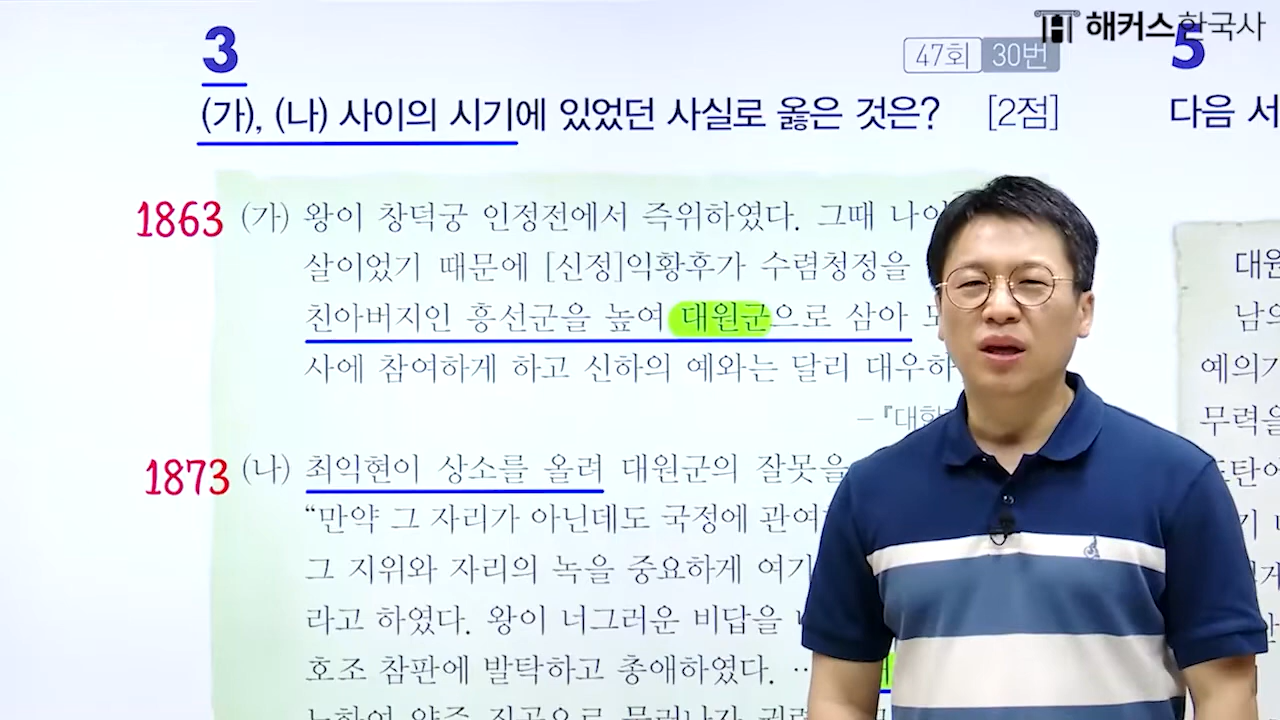 해커스한국사
3
47회 30번
5
(가), (나) 사이의 시기에 있었던 사실로 옳은 것은? [2점]
다음 서
1863 (가) 왕이 창덕궁 인정전에서 즉위하였다. 그때 나이
살이었기 때문에 [신정]익황후가 수렴청정을
친아버지인 흥선군을 높여 대원군으로 삼아
사에 참여하게 하고 신하의 예와는 달리 대우하
–『대한
1873 (나) 최익현이 상소를 올려 대원군의 잘못을
“만약 그 자리가 아닌데도 국정에 관여
그 지위와 자리의 녹을 중요하게 여기
라고 하였다. 왕이 너그러운 비답을
호조 참판에 발탁하고 총애하였다. ‥
대원
남의
예의기
무력을
도탄에